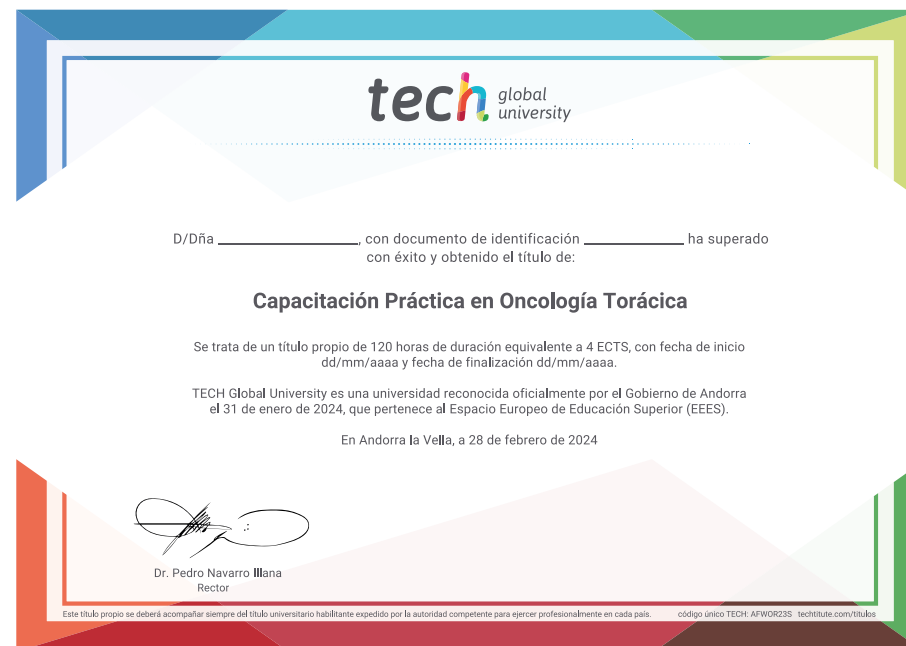 tech global university
D/Dña ____________________, con documento de identificación ______________ ha superado
con éxito y obtenido el título de:
Capacitación Práctica en Oncología Torácica
Se trata de un título propio de 120 horas de duración equivalente a 4 ECTS, con fecha de inicio
dd/mm/aaaa y fecha de finalización dd/mm/aaaa.
TECH Global University es una universidad reconocida oficialmente por el Gobierno de Andorra
el 31 de enero de 2024, que pertenece al Espacio Europeo de Educación Superior (EEES).
En Andorra la Vella, a 28 de febrero de 2024
Dr. Pedro Navarro Illana
Rector
Este título propio se deberá acompañar siempre del título universitario habilitante expedido por la autoridad competente para ejercer profesionalmente en cada país. código único TECH: AFWOR23S techtitute.com/titulos